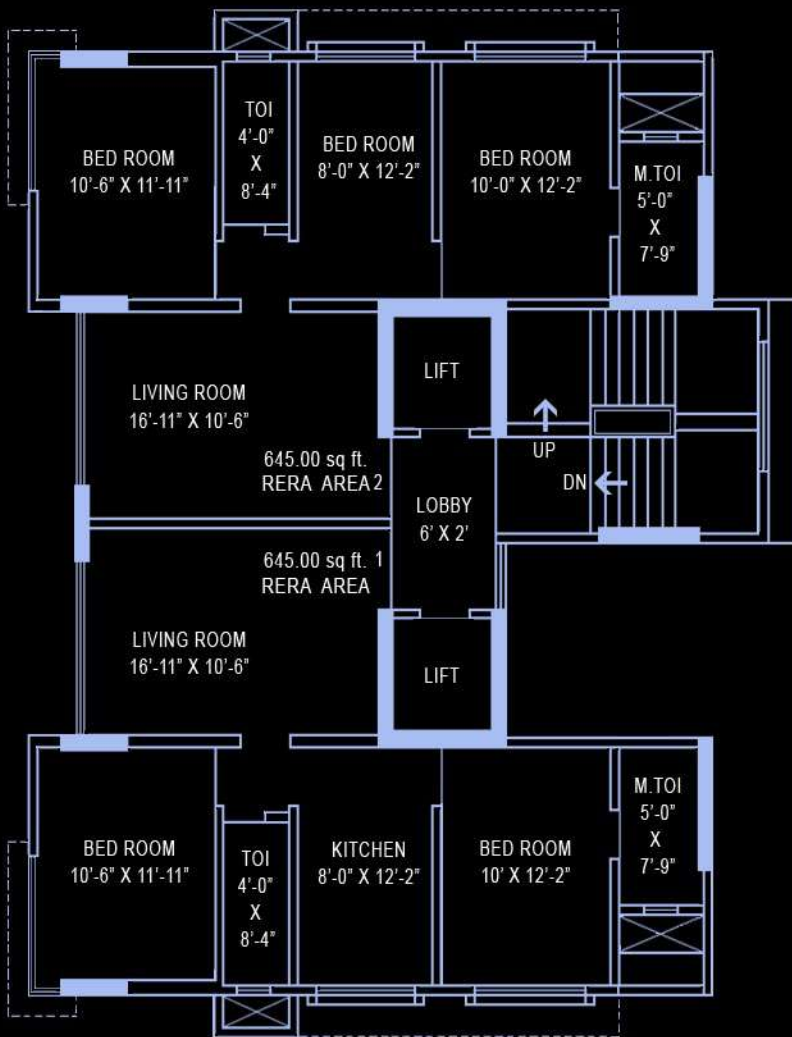 BED ROOM
10'-6" X 11'-11"
TOI
4'-0"
X
8'-4"
BED ROOM
8'-0" X 12'-2"
BED ROOM
10'-0" X 12'-2"
M.TOI
5'-0"
X
7'-9"
LIVING ROOM
16'-11" X 10'-6"
LIFT
UP
DN
645.00 sq ft.
RERA AREA 2
LOBBY
6' X 2'
645.00 sq ft. 1
RERA AREA
LIVING ROOM
16'-11" X 10'-6"
LIFT
BED ROOM
10'-6" X 11'-11"
TOI
4'-0"
X
8'-4"
KITCHEN
8'-0" X 12'-2"
BED ROOM
10' X 12'-2"
M.TOI
5'-0"
X
7'-9"